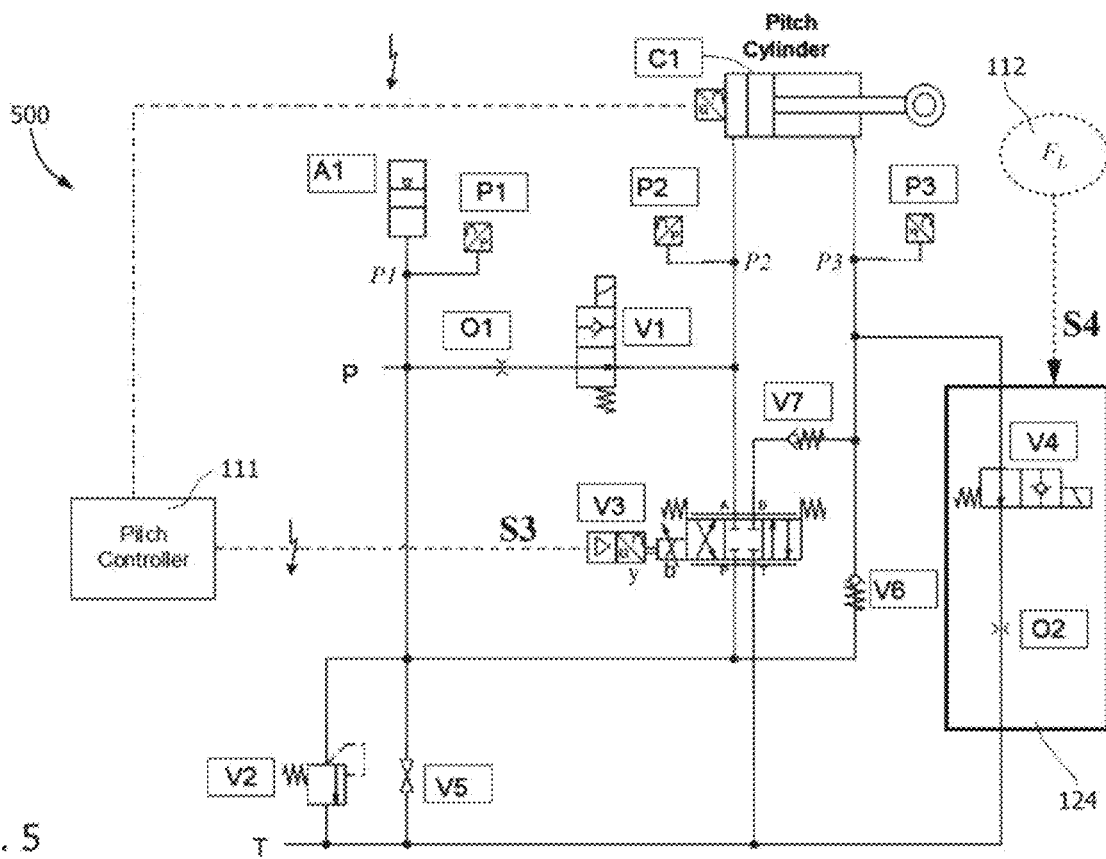 Pitch
Cylinder
C1
112
500
F_L
A1
P1
P2
P3
P1
P2
P3
S4
O1
V1
P
V7
V4
111
Pitch
Controller
S3
V3
A B
y
D
P T
V6
O2
V2
V5
124
. 5
T